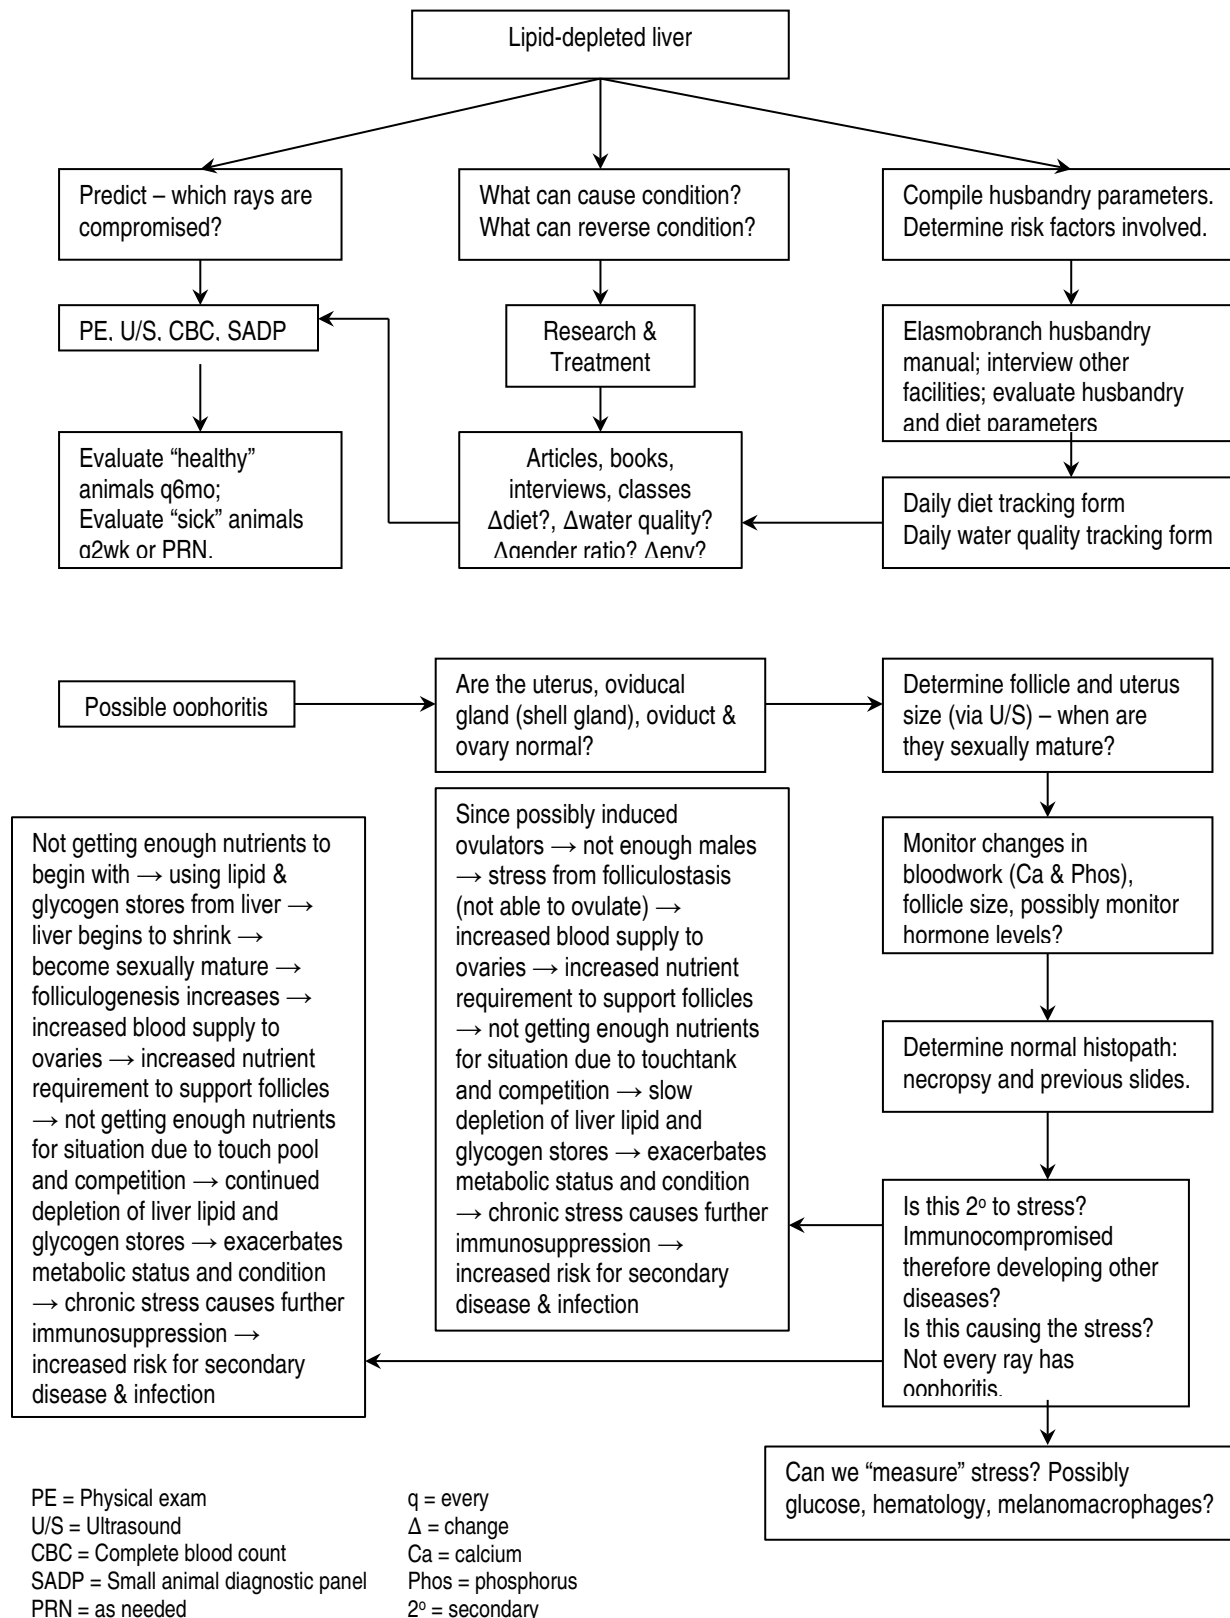 Lipid-depleted liver
Predict – which rays are
compromised?
What can cause condition?
What can reverse condition?
Compile husbandry parameters.
Determine risk factors involved.
PE, U/S, CBC, SADP
Research &
Treatment
Elasmobranch husbandry
manual; interview other
facilities; evaluate husbandry
and diet parameters
Evaluate “healthy”
animals q6mo;
Evaluate “sick” animals
q2wk or PRN.
Articles, books,
interviews, classes
Δdiet?, Δwater quality?
Δgender ratio? Δenv?
Daily diet tracking form
Daily water quality tracking form
Possible oophoritis
Are the uterus, oviducal
gland (shell gland), oviduct &
ovary normal?
Determine follicle and uterus
size (via U/S) – when are
they sexually mature?
Not getting enough nutrients to
begin with → using lipid &
glycogen stores from liver →
liver begins to shrink →
become sexually mature →
folliculogenesis increases →
increased blood supply to
ovaries → increased nutrient
requirement to support follicles
→ not getting enough nutrients
for situation due to touch pool
and competition → continued
depletion of liver lipid and
glycogen stores → exacerbates
metabolic status and condition
→ chronic stress causes further
immunosuppression →
increased risk for secondary
disease & infection
Since possibly induced
ovulators → not enough males
→ stress from folliculostasis
(not able to ovulate) →
increased blood supply to
ovaries → increased nutrient
requirement to support follicles
→ not getting enough nutrients
for situation due to touchtank
and competition → slow
depletion of liver lipid and
glycogen stores → exacerbates
metabolic status and condition
→ chronic stress causes further
immunosuppression →
increased risk for secondary
disease & infection
Monitor changes in
bloodwork (Ca & Phos),
follicle size, possibly monitor
hormone levels?
Determine normal histopath:
necropsy and previous slides.
Is this 2º to stress?
Immunocompromised
therefore developing other
diseases?
Is this causing the stress?
Not every ray has
oophoritis.
Can we “measure” stress? Possibly
glucose, hematology, melanomacrophages?
PE = Physical exam
U/S = Ultrasound
CBC = Complete blood count
SADP = Small animal diagnostic panel
PRN = as needed
q = every
Δ = change
Ca = calcium
Phos = phosphorus
2º = secondary